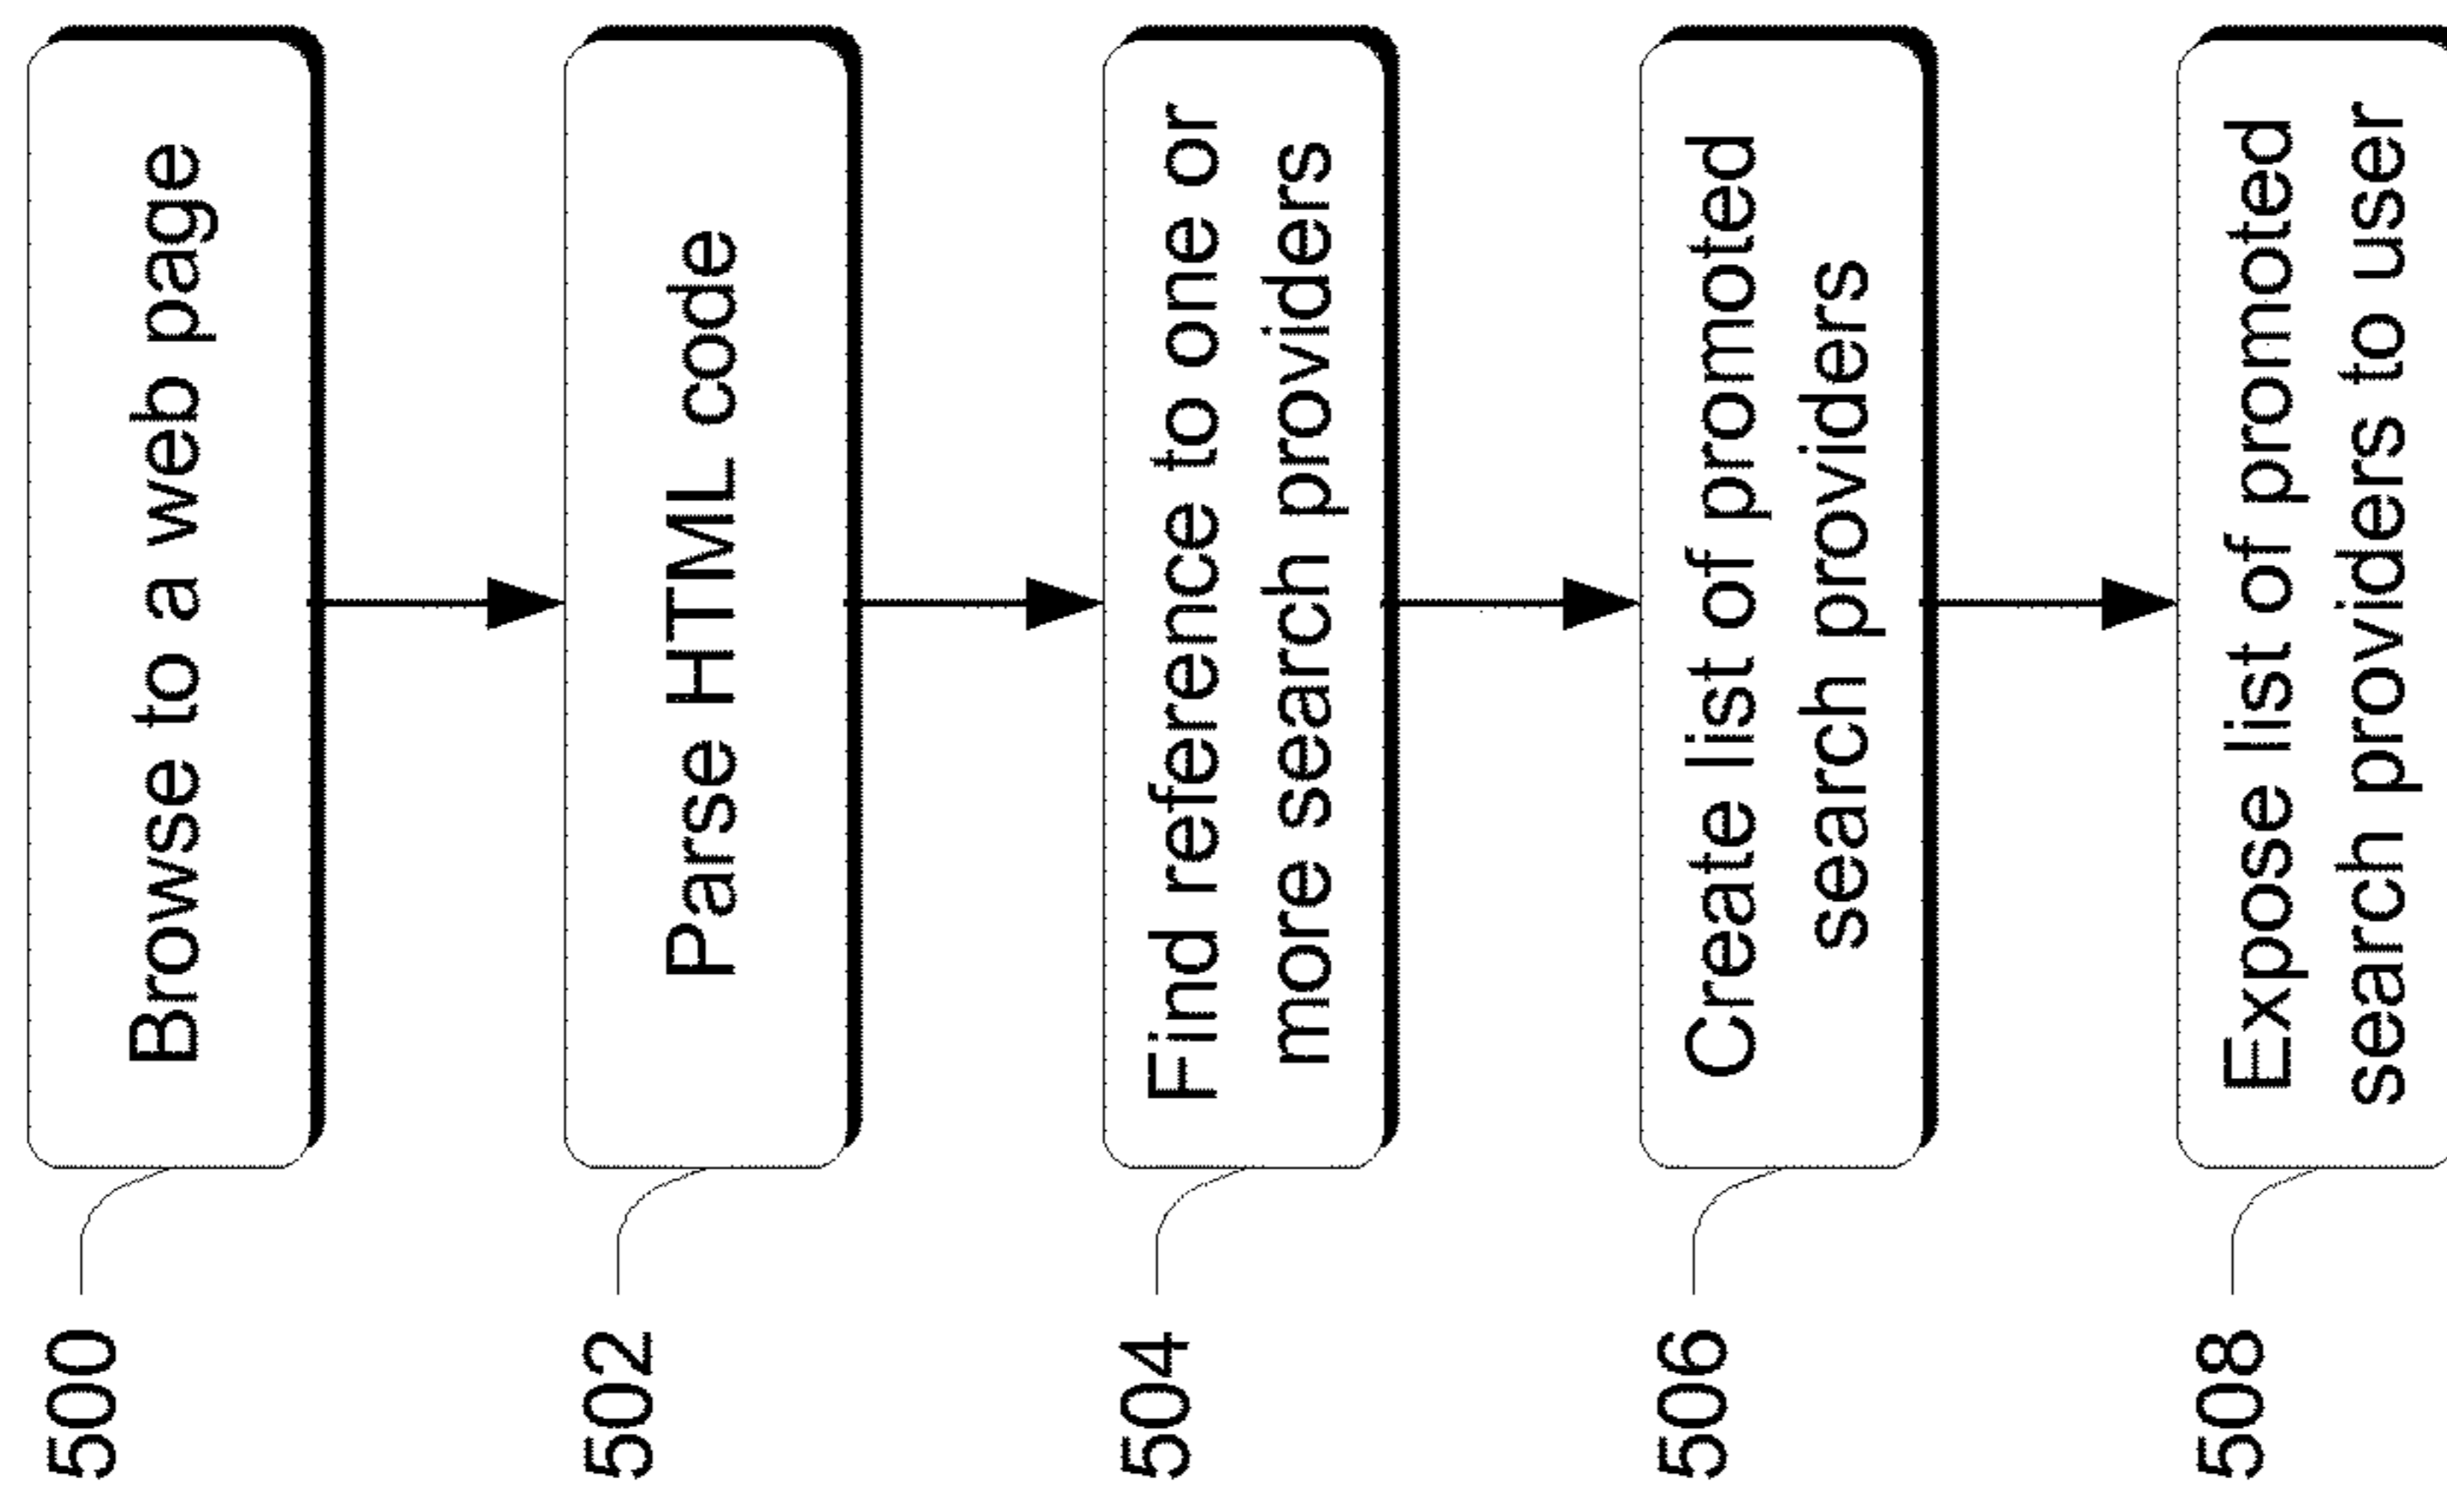 500
Browse to a web page
502
Parse HTML code
504
Find reference to one or
more search providers
506
Create list of promoted
search providers
508
Expose list of promoted
search providers to user